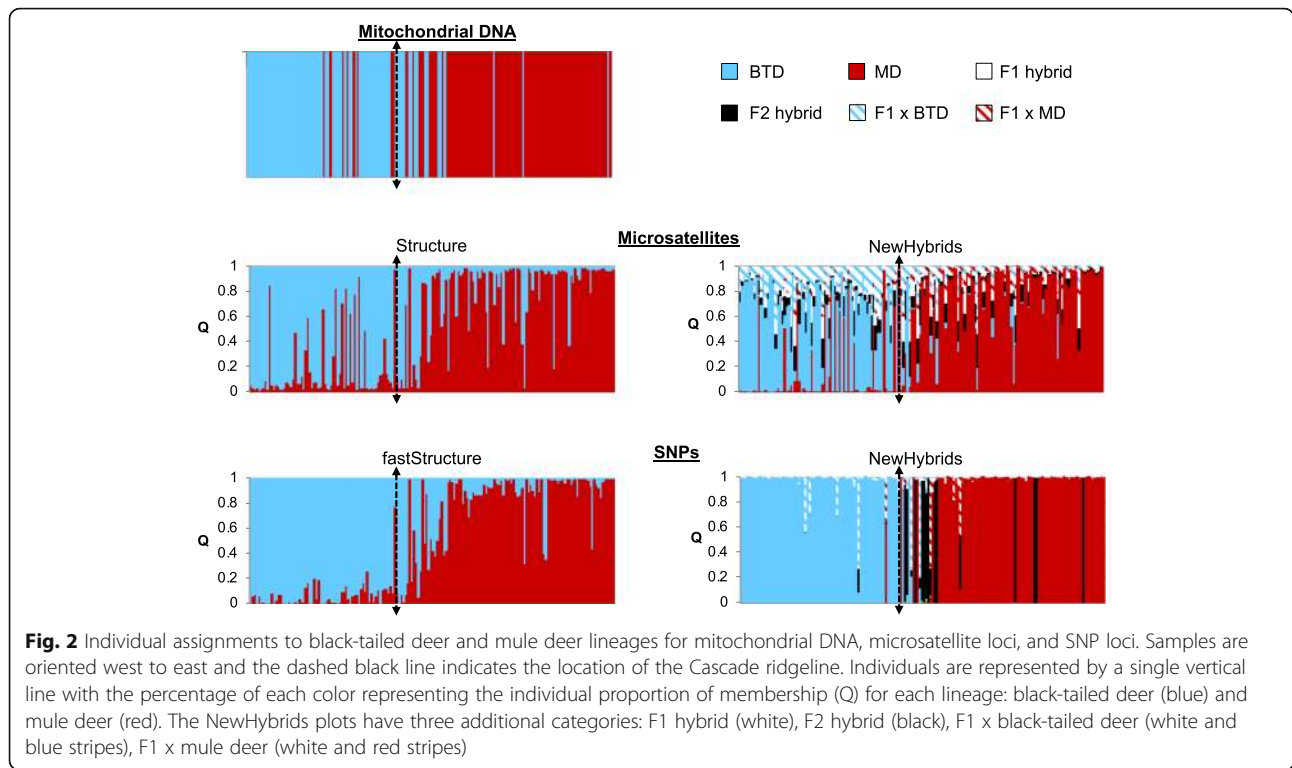 Mitochondrial DNA
BTD MD F1 hybrid
F2 hybrid F1 x BTD F1 x MD
Microsatellites
Structure NewHybrids
1
0.8
0.6
Q
0.4
0.2
0
1
0.8
0.6
Q
0.4
0.2
0
SNPs
fastStructure NewHybrids
1
0.8
0.6
Q
0.4
0.2
0
1
0.8
0.6
Q
0.4
0.2
0
Fig. 2 Individual assignments to black-tailed deer and mule deer lineages for mitochondrial DNA, microsatellite loci, and SNP loci. Samples are
oriented west to east and the dashed black line indicates the location of the Cascade ridgeline. Individuals are represented by a single vertical
line with the percentage of each color representing the individual proportion of membership (Q) for each lineage: black-tailed deer (blue) and
mule deer (red). The NewHybrids plots have three additional categories: F1 hybrid (white), F2 hybrid (black), F1 x black-tailed deer (white and
blue stripes), F1 x mule deer (white and red stripes)